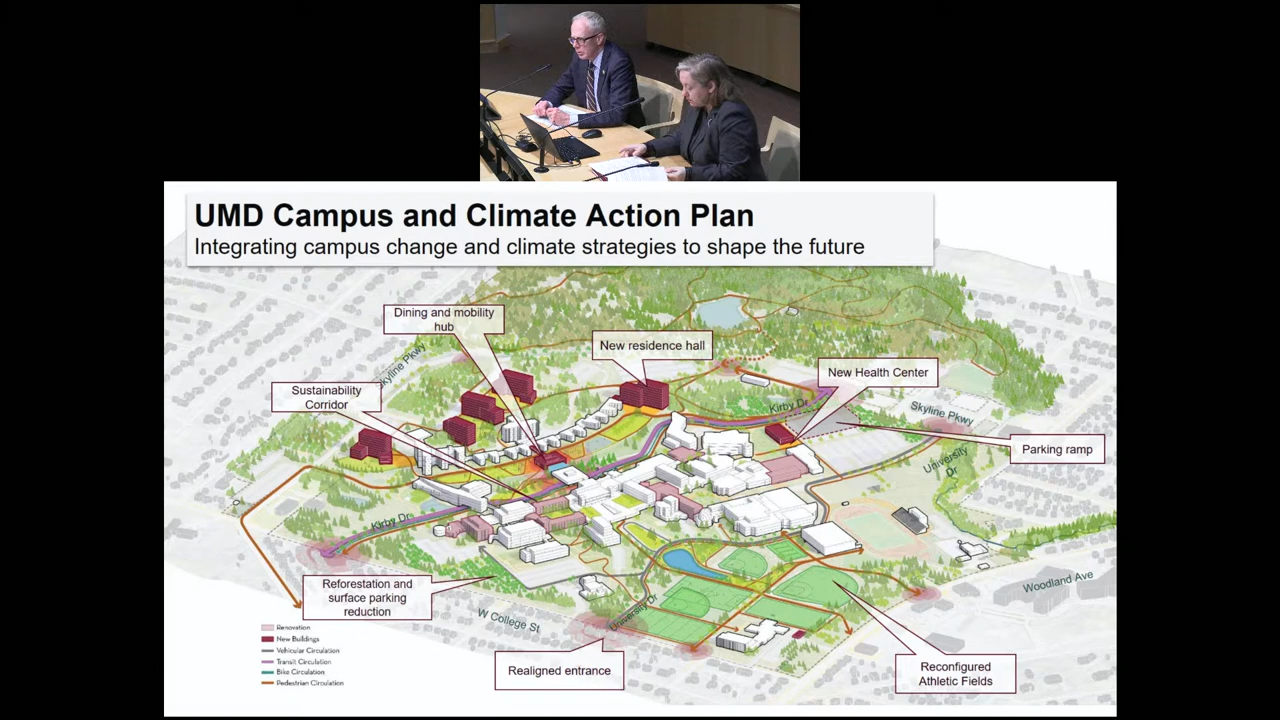 UMD Campus and Climate Action Plan
Integrating campus change and climate strategies to shape the future
Dining and mobility
hub
New residence hall
New Health Center
Sustainability
Corridor
Skyline Pkwy
Kirby Dr
Skyline Pkwy
Parking ramp
University
Dr
Kirby Dr
Reforestation and
surface parking
reduction
W College St
University Dr
Woodland Ave
Realigned entrance
Reconfigured
Athletic Fields
Renovation
New Buildings
Vehicular Circulation
Transit Circulation
Bike Circulation
Pedestrian Circulation